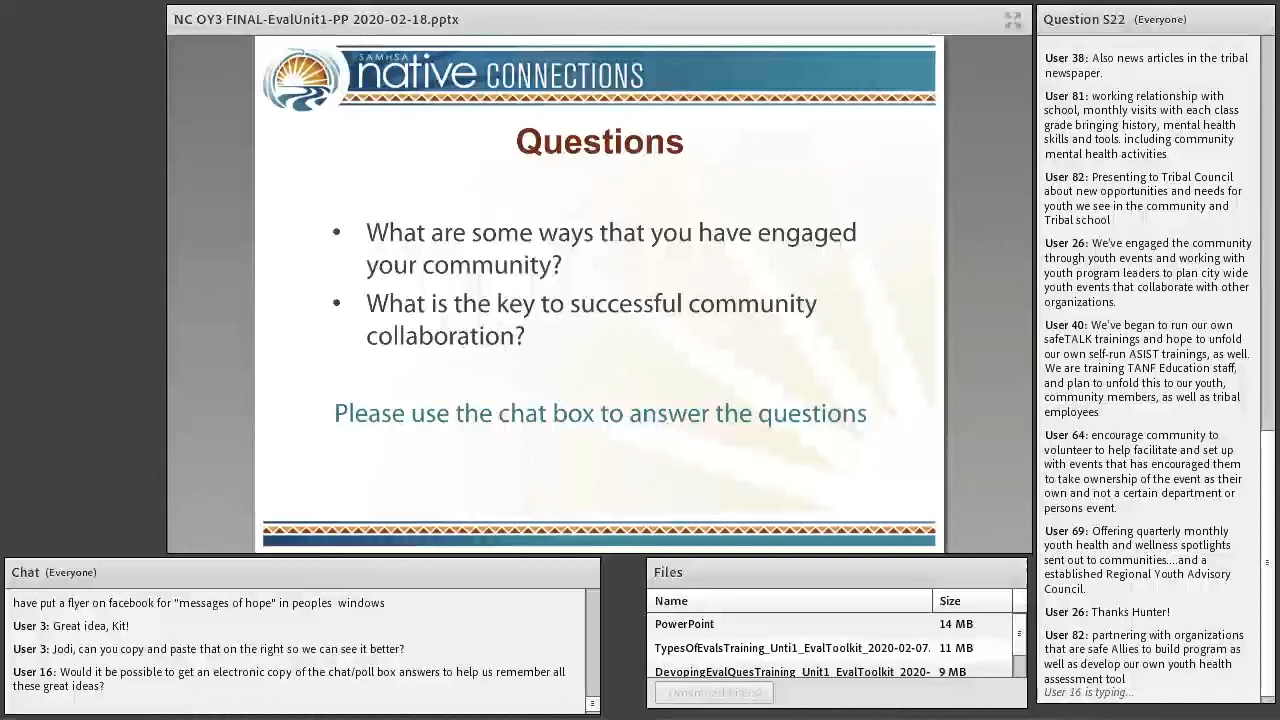 NC OY3 FINAL-EvalUnit1-PP 2020-02-18.pptx
SAMHSA
native CONNECTIONS
Questions
• What are some ways that you have engaged
your community?
• What is the key to successful community
collaboration?
Please use the chat box to answer the questions
Chat (Everyone)
have put a flyer on facebook for "messages of hope" in peoples windows
User 3: Great idea, Kit!
User 3: Jodi, can you copy and paste that on the right so we can see it better?
User 16: Would it be possible to get an electronic copy of the chat/poll box answers to help us remember all
these great ideas?
Files
Name Size
PowerPoint 14 MB
TypesOfEvalsTraining_Unti1_EvalToolkit_2020-02-07. 11 MB
DevopingEvalQuesTraining_Unit1_EvalToolkit_2020- 9 MB
Download File(s)
Question S22 (Everyone)
User 38: Also news articles in the tribal
newspaper.
User 81: working relationship with
school, monthly visits with each class
grade bringing history, mental health
skills and tools. including community
mental health activities
User 82: Presenting to Tribal Council
about new opportunities and needs for
youth we see in the community and
Tribal school
User 26: We've engaged the community
through youth events and working with
youth program leaders to plan city wide
youth events that collaborate with other
organizations.
User 40: We've began to run our own
safeTALK trainings and hope to unfold
our own self-run ASIST trainings, as well.
We are training TANF Education staff,
and plan to unfold this to our youth,
community members, as well as tribal
employees
User 64: encourage community to
volunteer to help facilitate and set up
with events that has encouraged them
to take ownership of the event as their
own and not a certain department or
persons event.
User 69: Offering quarterly monthly
youth health and wellness spotlights
sent out to communities....and a
established Regional Youth Advisory
Council.
User 26: Thanks Hunter!
User 82: partnering with organizations
that are safe Allies to build program as
well as develop our own youth health
assessment tool
User 16 is typing...